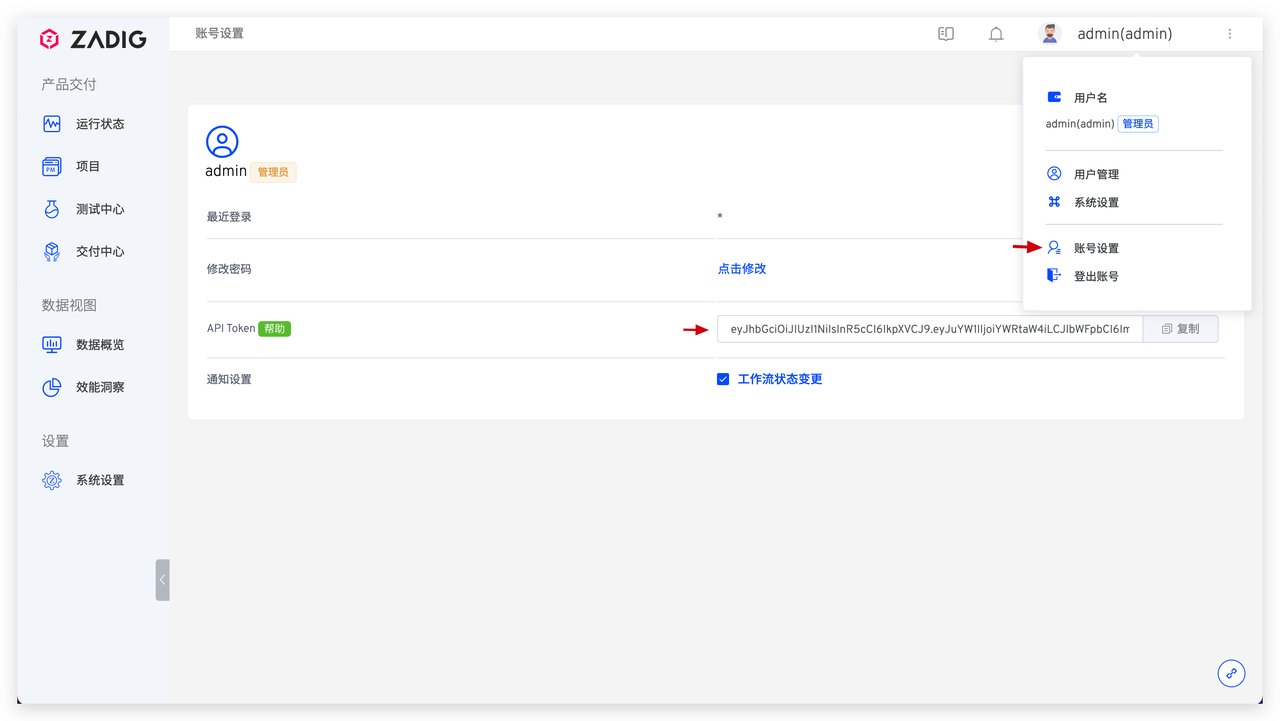 ZADIG
账号设置
admin(admin)
产品交付
运行状态
项目
测试中心
交付中心
数据视图
数据概览
效能洞察
设置
系统设置
admin 管理员
最近登录 *
修改密码 点击修改
API Token 帮助 eyJhbGciOiJIUzI1NiIsInR5cCI6IkpXVCJ9.eyJuYW1lIjoiYWRtaW4iLCJlbWFpbCI6Im 复制
通知设置 工作流状态变更
用户名
admin(admin) 管理员
用户管理
系统设置
账号设置
登出账号